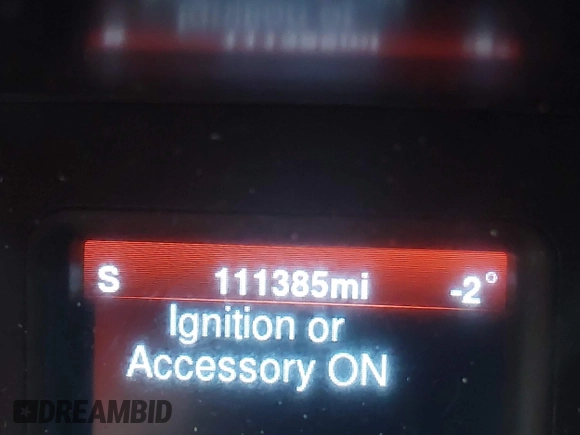 S 111385mi -2°
Ignition or
Accessory ON
DREAMBID